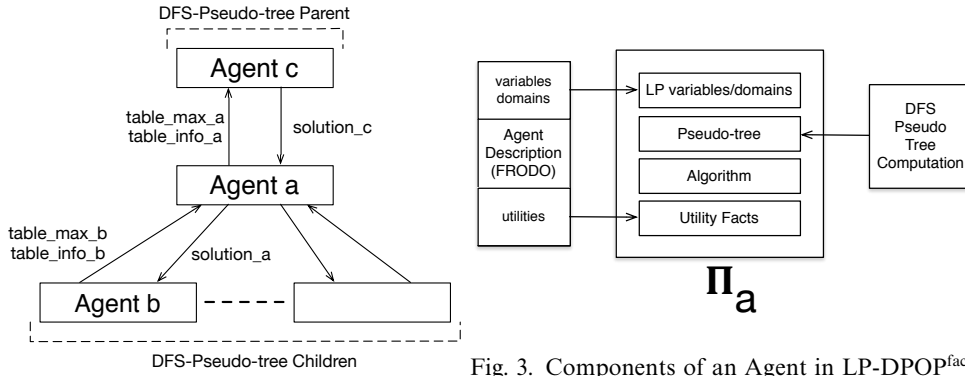 DFS-Pseudo-tree Parent
Agent c
table_max_a
table_info_a
solution_c
Agent a
table_max_b
table_info_b
solution_a
Agent b
DFS-Pseudo-tree Children
variables
domains
Agent
Description
(FRODO)
utilities
LP variables/domains
Pseudo-tree
Algorithm
Utility Facts
DFS
Pseudo
Tree
Computation
Πa
Fig. 3. Components of an Agent in LP-DPOPfac